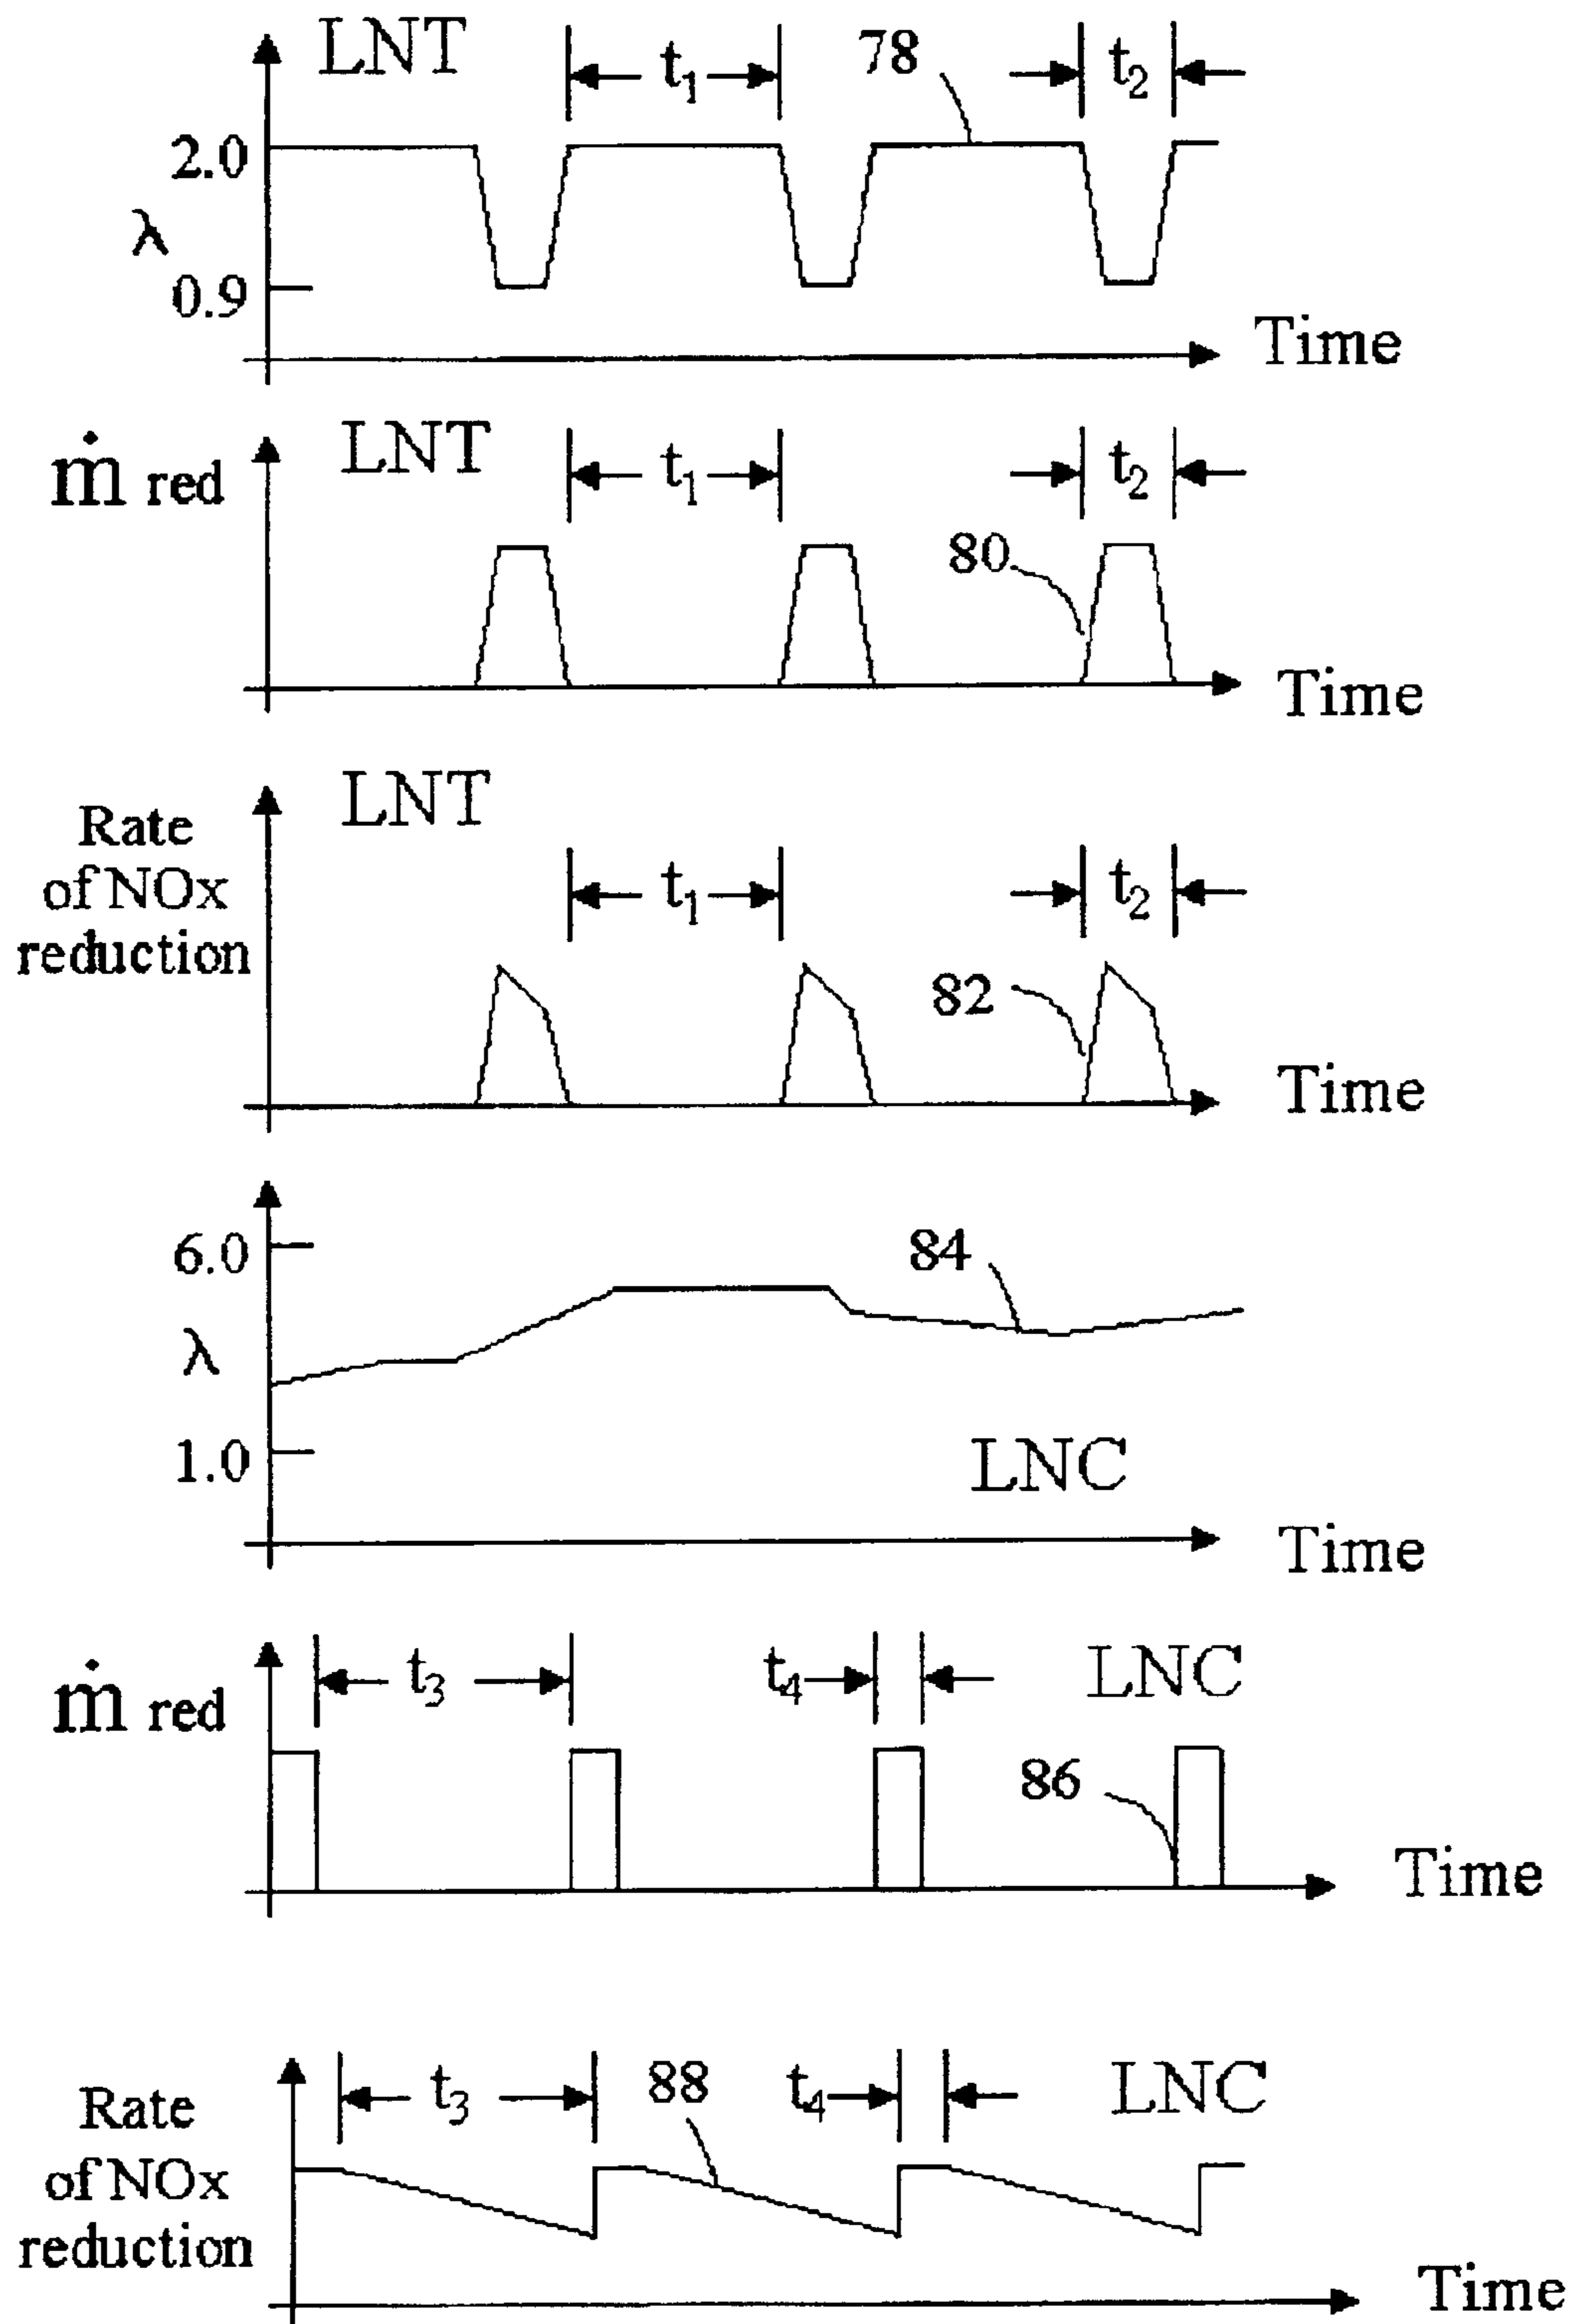 LNT
t₁
78
t₂
2.0
λ
0.9
Time
ṁ red
LNT
t₁
t₂
80
Time
LNT
Rate
of NOx
reduction
t₁
t₂
82
Time
6.0
84
λ
1.0
LNC
Time
ṁ red
t₃
t₄
LNC
86
Time
Rate
of NOx
reduction
t₃
88
t₄
LNC
Time